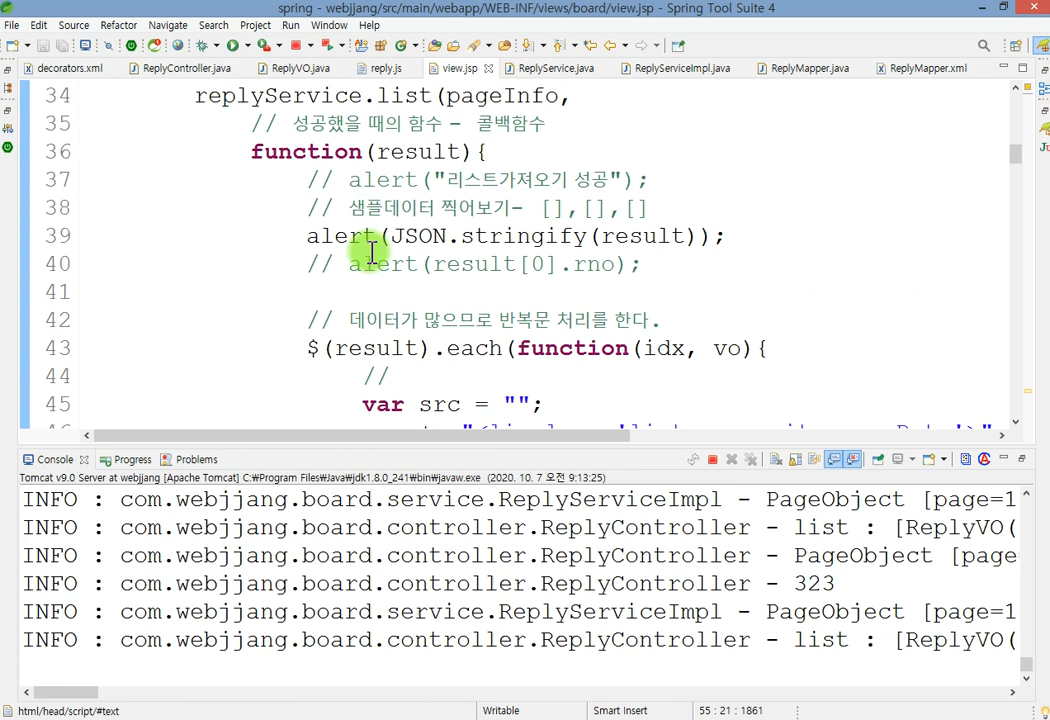 spring - webjjang/src/main/webapp/WEB-INF/views/board/view.jsp - Spring Tool Suite 4
File Edit Source Refactor Navigate Search Project Run Window Help
decorators.xml ReplyController.java ReplyVO.java reply.js view.jsp ReplyService.java ReplyServiceImpl.java ReplyMapper.java ReplyMapper.xml
34 replyService.list(pageInfo,
35 // 성공했을 때의 함수 - 콜백함수
36 function(result){
37 // alert("리스트가져오기 성공");
38 // 샘플데이터 찍어보기- [],[],[]
39 alert(JSON.stringify(result));
40 // alert(result[0].rno);
41
42 // 데이터가 많으므로 반복문 처리를 한다.
43 $(result).each(function(idx, vo){
44 //
45 var src = "";
Console Progress Problems
Tomcat v9.0 Server at webjjang [Apache Tomcat] C:₩Program Files₩Java₩jdk1.8.0_241₩bin₩javaw.exe (2020. 10. 7 오전 9:13:25)
INFO : com.webjjang.board.service.ReplyServiceImpl - PageObject [page=1
INFO : com.webjjang.board.controller.ReplyController - list : [ReplyVO(
INFO : com.webjjang.board.controller.ReplyController - PageObject [page
INFO : com.webjjang.board.controller.ReplyController - 323
INFO : com.webjjang.board.service.ReplyServiceImpl - PageObject [page=1
INFO : com.webjjang.board.controller.ReplyController - list : [ReplyVO(
html/head/script/#text Writable Smart Insert 55 : 21 : 1861